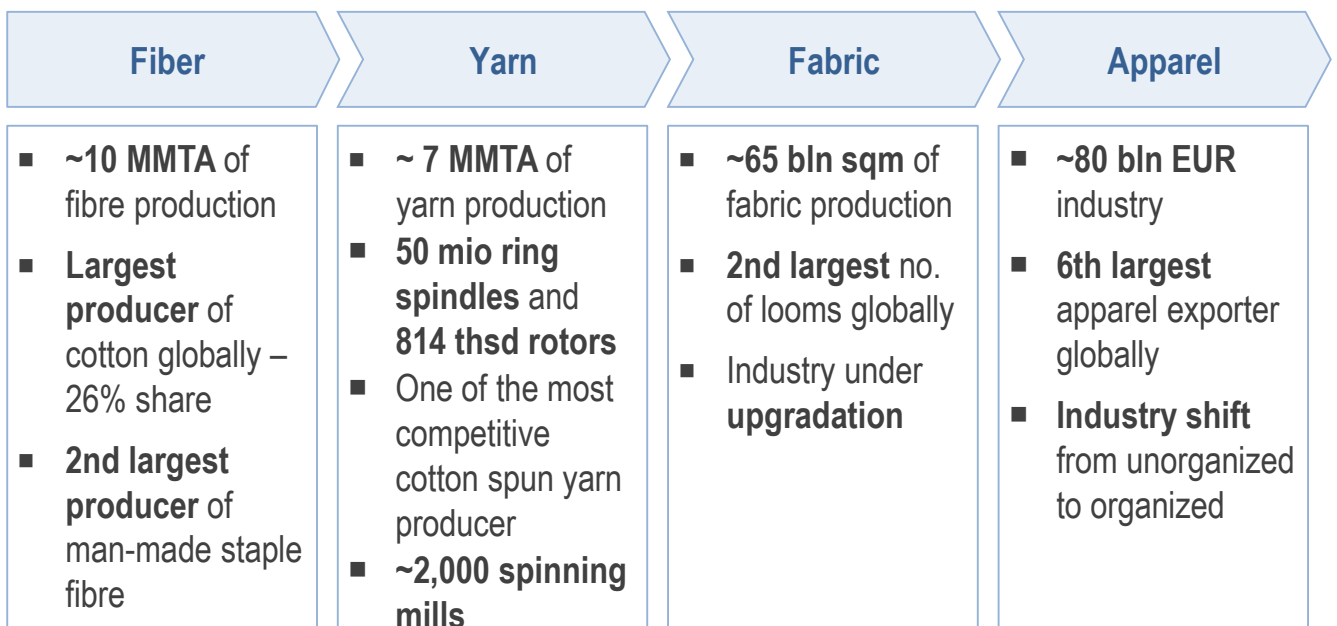 Fiber
Yarn
Fabric
Apparel
▪ ~10 MMTA of
fibre production
▪ Largest
producer of
cotton globally –
26% share
▪ 2nd largest
producer of
man-made staple
fibre
▪ ~ 7 MMTA of
yarn production
▪ 50 mio ring
spindles and
814 thsd rotors
▪ One of the most
competitive
cotton spun yarn
producer
▪ ~2,000 spinning
mills
▪ ~65 bln sqm of
fabric production
▪ 2nd largest no.
of looms globally
▪ Industry under
upgradation
▪ ~80 bln EUR
industry
▪ 6th largest
apparel exporter
globally
▪ Industry shift
from unorganized
to organized